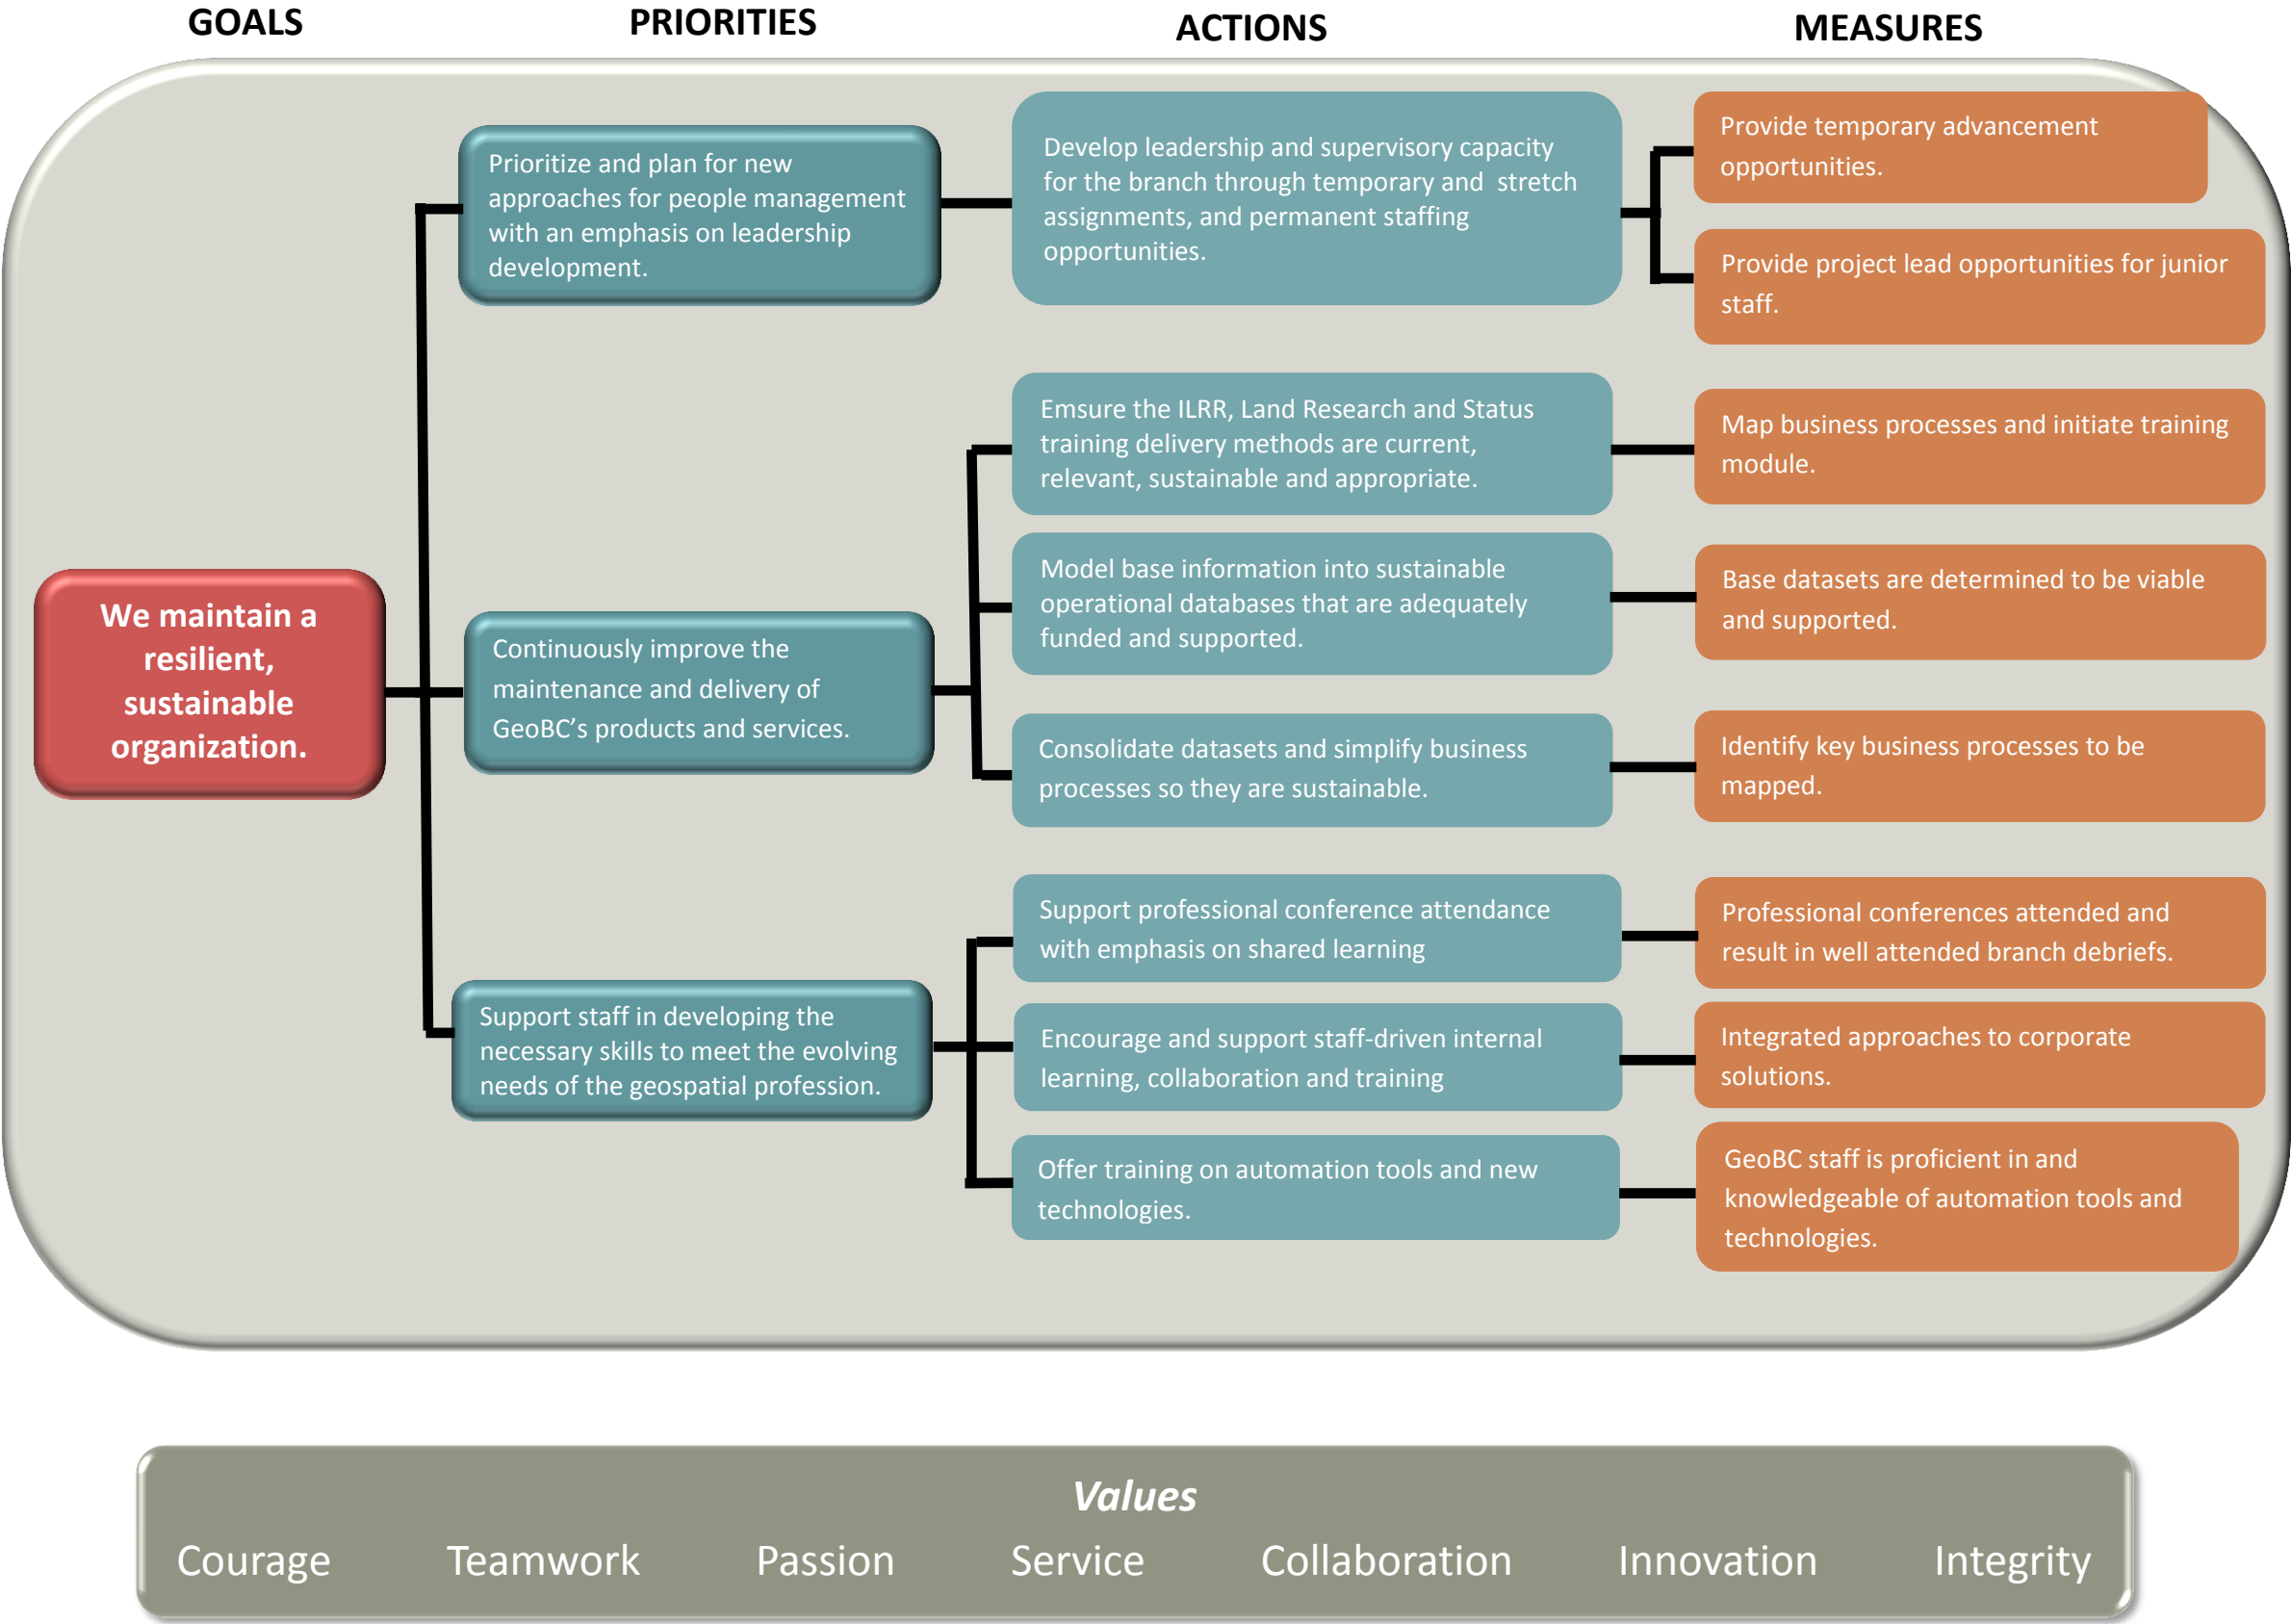 GOALS
PRIORITIES
ACTIONS
MEASURES
We maintain a
resilient,
sustainable
organization.
Prioritize and plan for new
approaches for people management
with an emphasis on leadership
development.
Develop leadership and supervisory capacity
for the branch through temporary and stretch
assignments, and permanent staffing
opportunities.
Provide temporary advancement
opportunities.
Provide project lead opportunities for junior
staff.
Continuously improve the
maintenance and delivery of
GeoBC’s products and services.
Emsure the ILRR, Land Research and Status
training delivery methods are current,
relevant, sustainable and appropriate.
Map business processes and initiate training
module.
Model base information into sustainable
operational databases that are adequately
funded and supported.
Base datasets are determined to be viable
and supported.
Consolidate datasets and simplify business
processes so they are sustainable.
Identify key business processes to be
mapped.
Support staff in developing the
necessary skills to meet the evolving
needs of the geospatial profession.
Support professional conference attendance
with emphasis on shared learning
Professional conferences attended and
result in well attended branch debriefs.
Encourage and support staff-driven internal
learning, collaboration and training
Integrated approaches to corporate
solutions.
Offer training on automation tools and new
technologies.
GeoBC staff is proficient in and
knowledgeable of automation tools and
technologies.
Values
Courage Teamwork Passion Service Collaboration Innovation Integrity